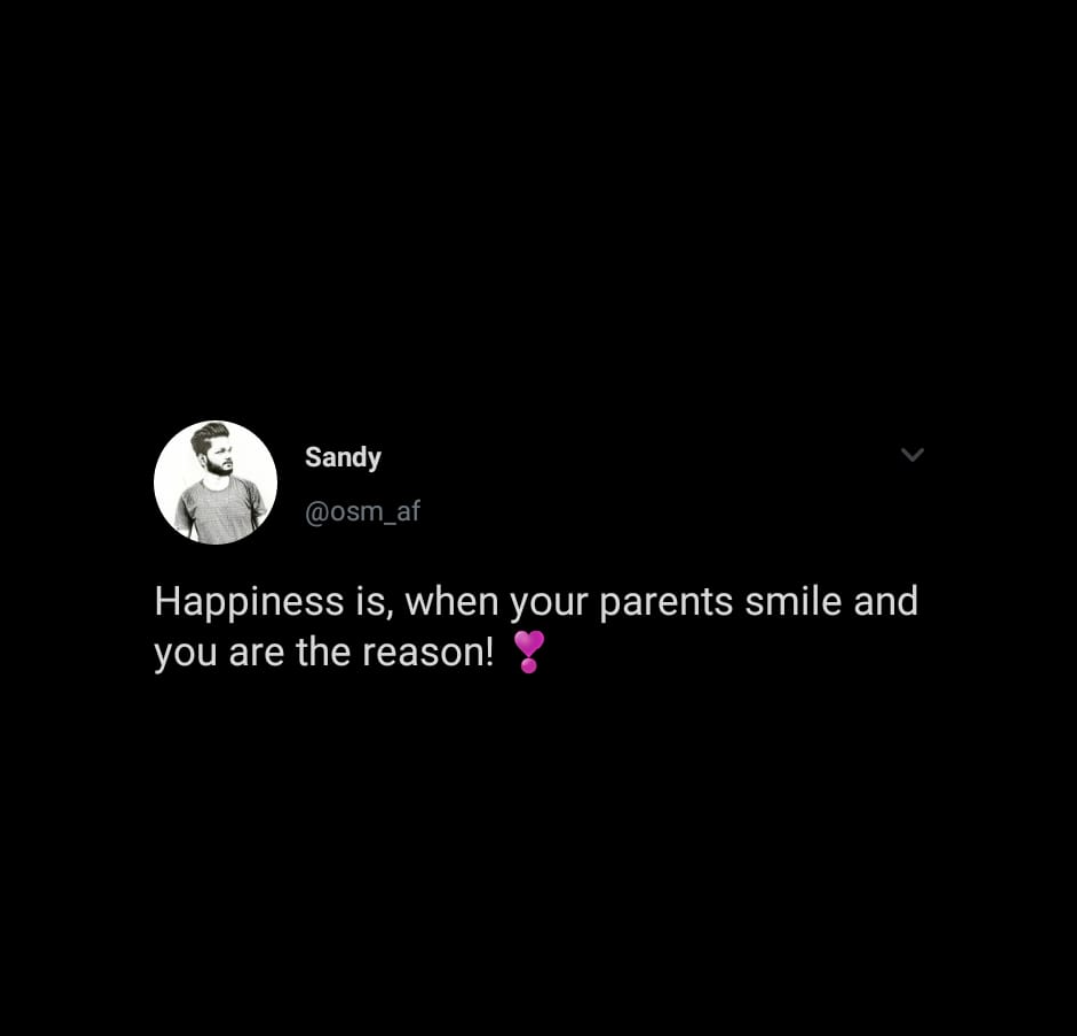 Sandy
@osm_af
Happiness is, when your parents smile and
you are the reason! ❣